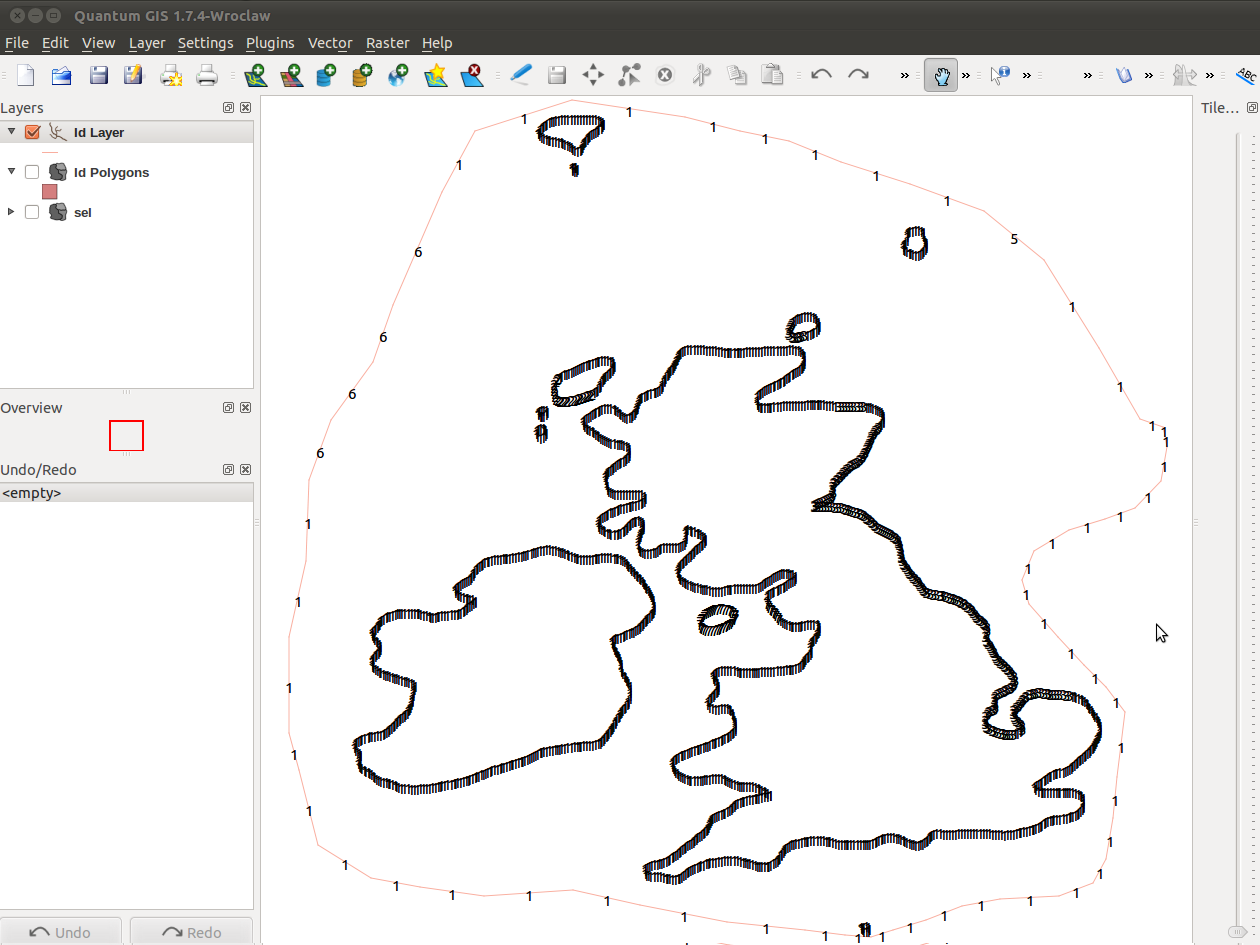 Quantum GIS 1.7.4-Wroclaw
File Edit View Layer Settings Plugins Vector Raster Help
ABC
Layers
Id Layer
Id Polygons
sel
Overview
Undo/Redo
<empty>
Undo Redo
Tile...
1 1 1 1 1 1 1 1 5
6 6 6 6
1 1 1 1 1
1 1 1 1 1 1 1 1 1 1 1 1 1 1 1 1
1 1 1 1 1 1 1
1 1 1 1 1 1 1 1 1 1 1 1 1 1 1